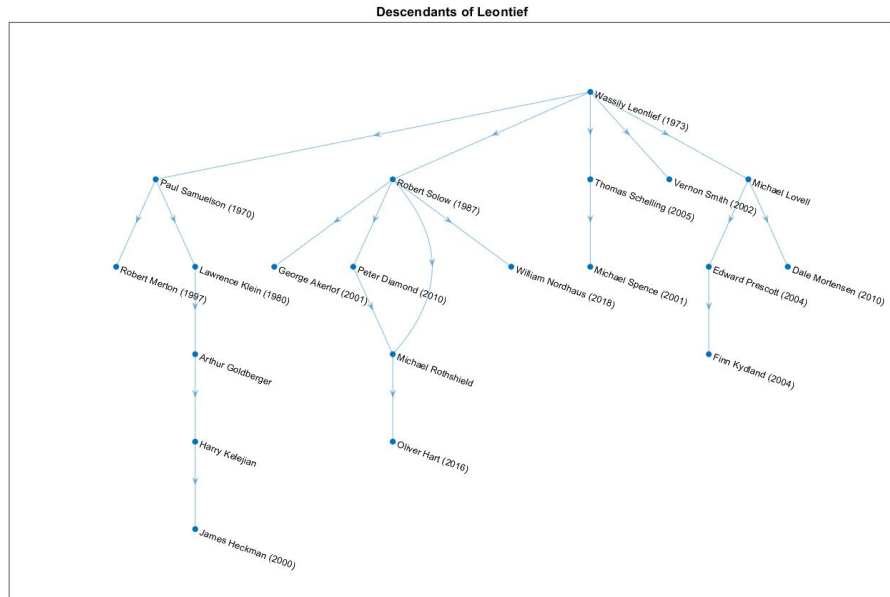 Descendants of Leontief
Wassily Leontief (1973)
Paul Samuelson (1970)
Robert Solow (1987)
Thomas Schelling (2005)
Vernon Smith (2002)
Michael Lovell
Robert Merton (1997)
Lawrence Klein (1980)
George Akerlof (2001)
Peter Diamond (2010)
William Nordhaus (2018)
Michael Spence (2001)
Edward Prescott (2004)
Dale Mortensen (2010)
Arthur Goldberger
Michael Rothshield
Finn Kydland (2004)
Harry Kelejian
Oliver Hart (2016)
James Heckman (2000)